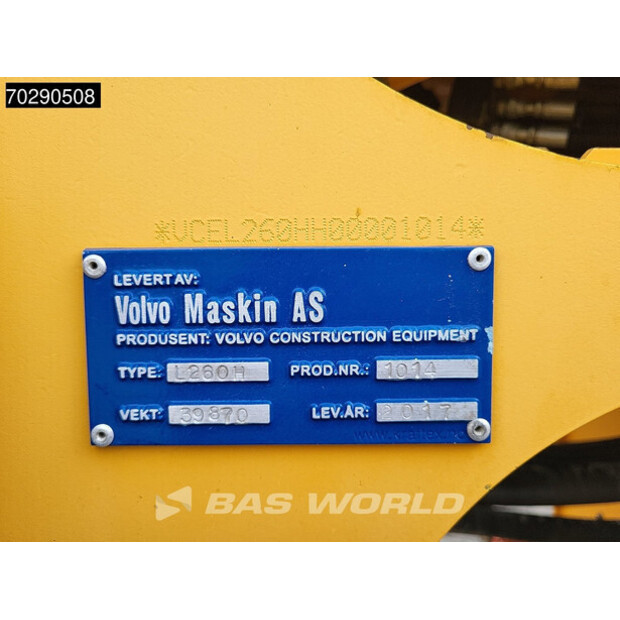 70290508
*VCEL260HH00001014*
LEVERT AV:
Volvo Maskin AS
PRODUSENT: VOLVO CONSTRUCTION EQUIPMENT
TYPE: L260H PROD.NR.: 1014
VEKT: 39870 LEV.ÅR: 2017
BAS WORLD